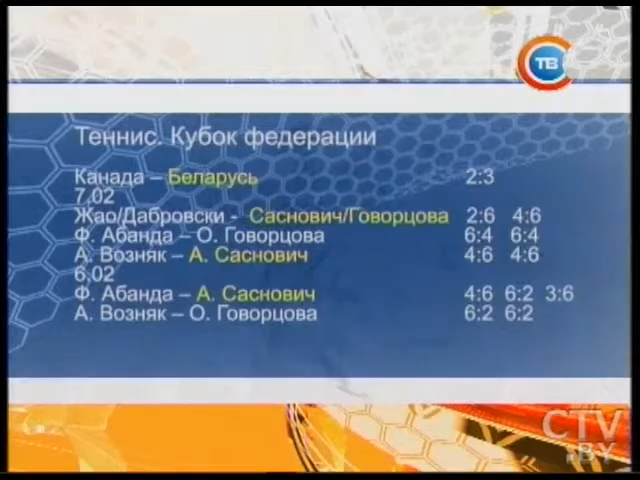 ТВ
Теннис. Кубок федерации
Канада – Беларусь 2:3
7.02
Жао/Дабровски - Саснович/Говорцова 2:6 4:6
Ф. Абанда – О. Говорцова 6:4 6:4
А. Возняк – А. Саснович 4:6 4:6
6.02
Ф. Абанда – А. Саснович 4:6 6:2 3:6
А. Возняк – О. Говорцова 6:2 6:2
CTV
.BY